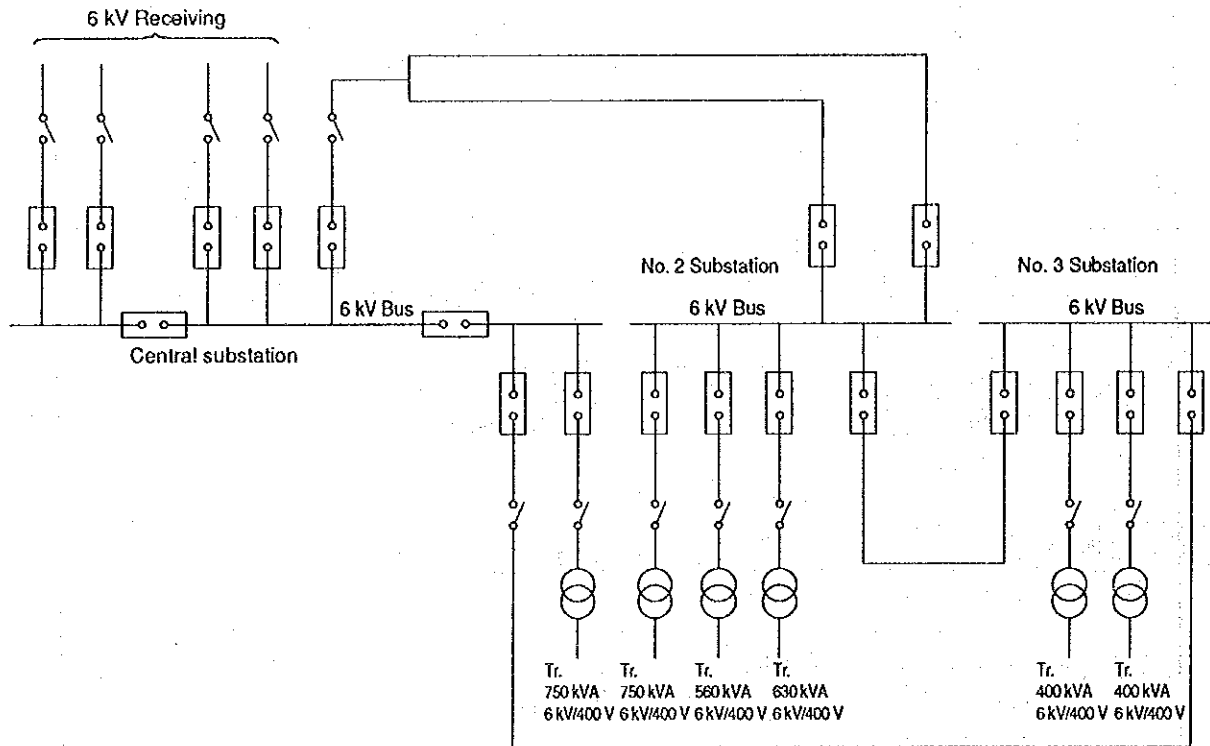 6 kV Receiving
No. 2 Substation
No. 3 Substation
6 kV Bus
6 kV Bus
6 kV Bus
Central substation
Tr.
750 kVA
6 kV/400 V
Tr.
750 kVA
6 kV/400 V
Tr.
560 kVA
6 kV/400 V
Tr.
630 kVA
6 kV/400 V
Tr.
400 kVA
6 kV/400 V
Tr.
400 kVA
6 kV/400 V